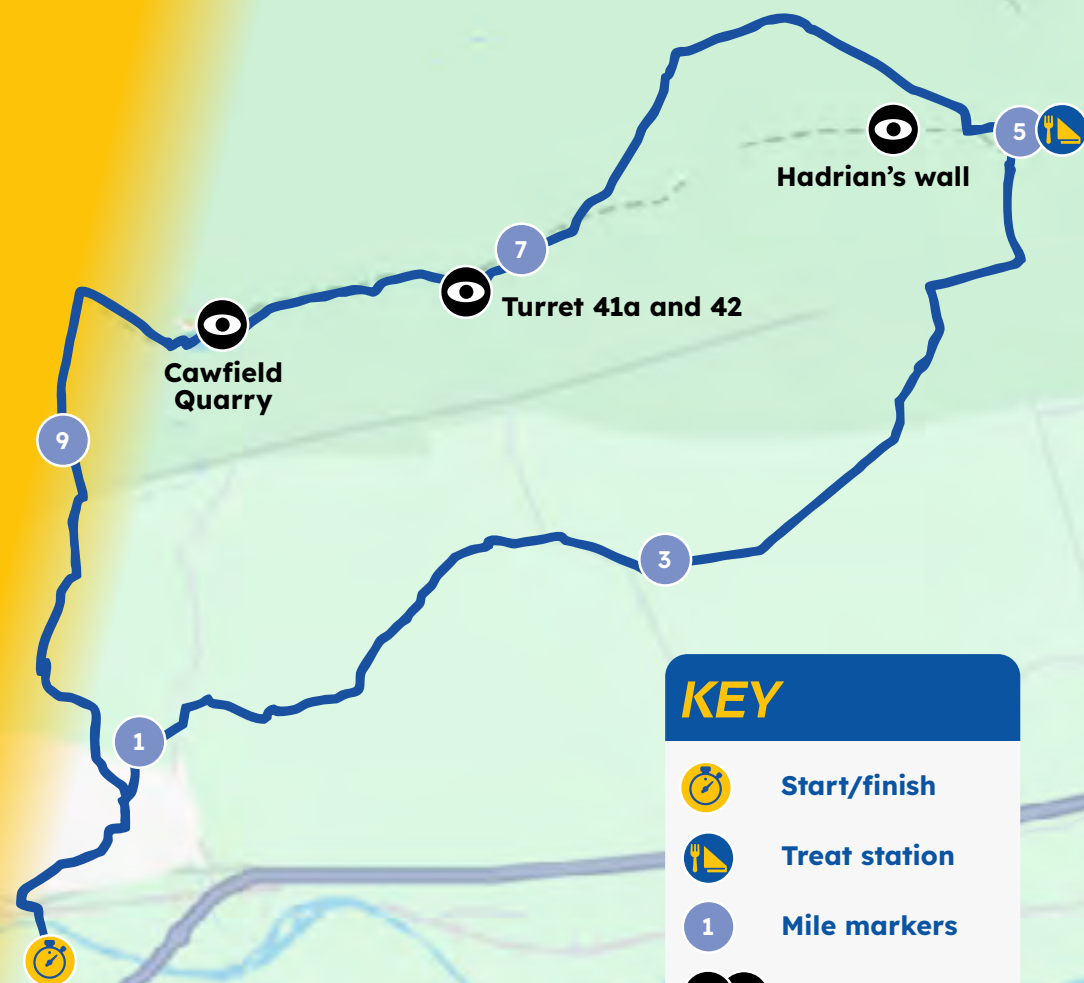 5
Hadrian's wall
7
Turret 41a and 42
Cawfield
Quarry
9
3
1
KEY
Start/finish
Treat station
1
Mile markers